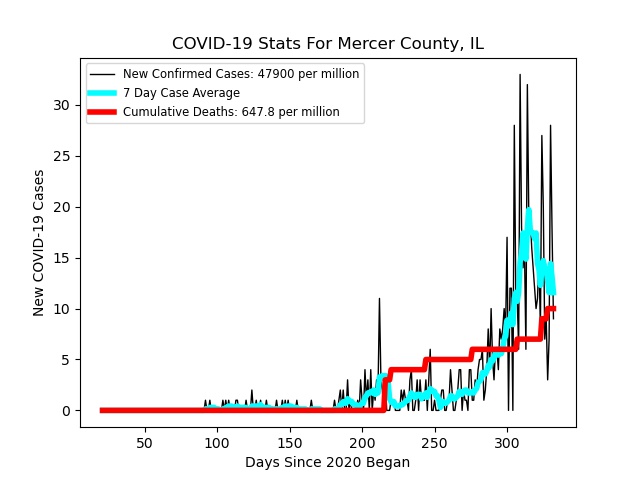 COVID-19 Stats For Mercer County, IL
New Confirmed Cases: 47900 per million
7 Day Case Average
Cumulative Deaths: 647.8 per million
New COVID-19 Cases
30
25
20
15
10
5
0
50 100 150 200 250 300
Days Since 2020 Began